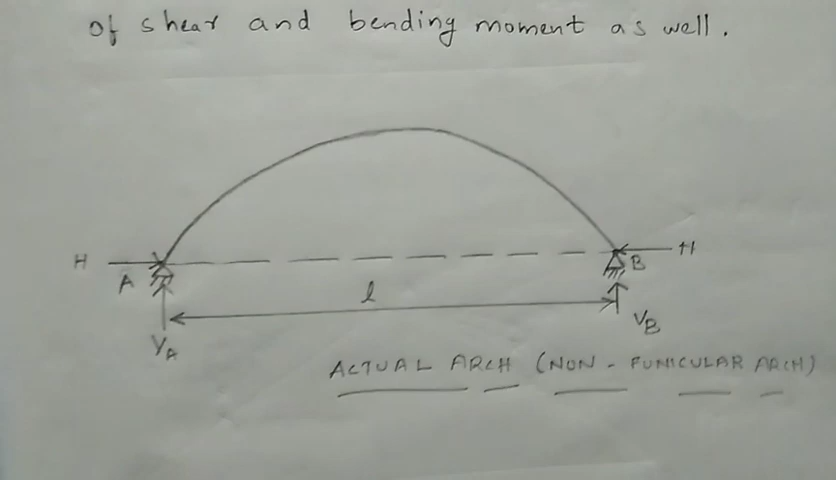 of shear and bending moment as well.
H
H
A
B
l
VA
VB
ACTUAL ARCH (NON - FUNICULAR ARCH)